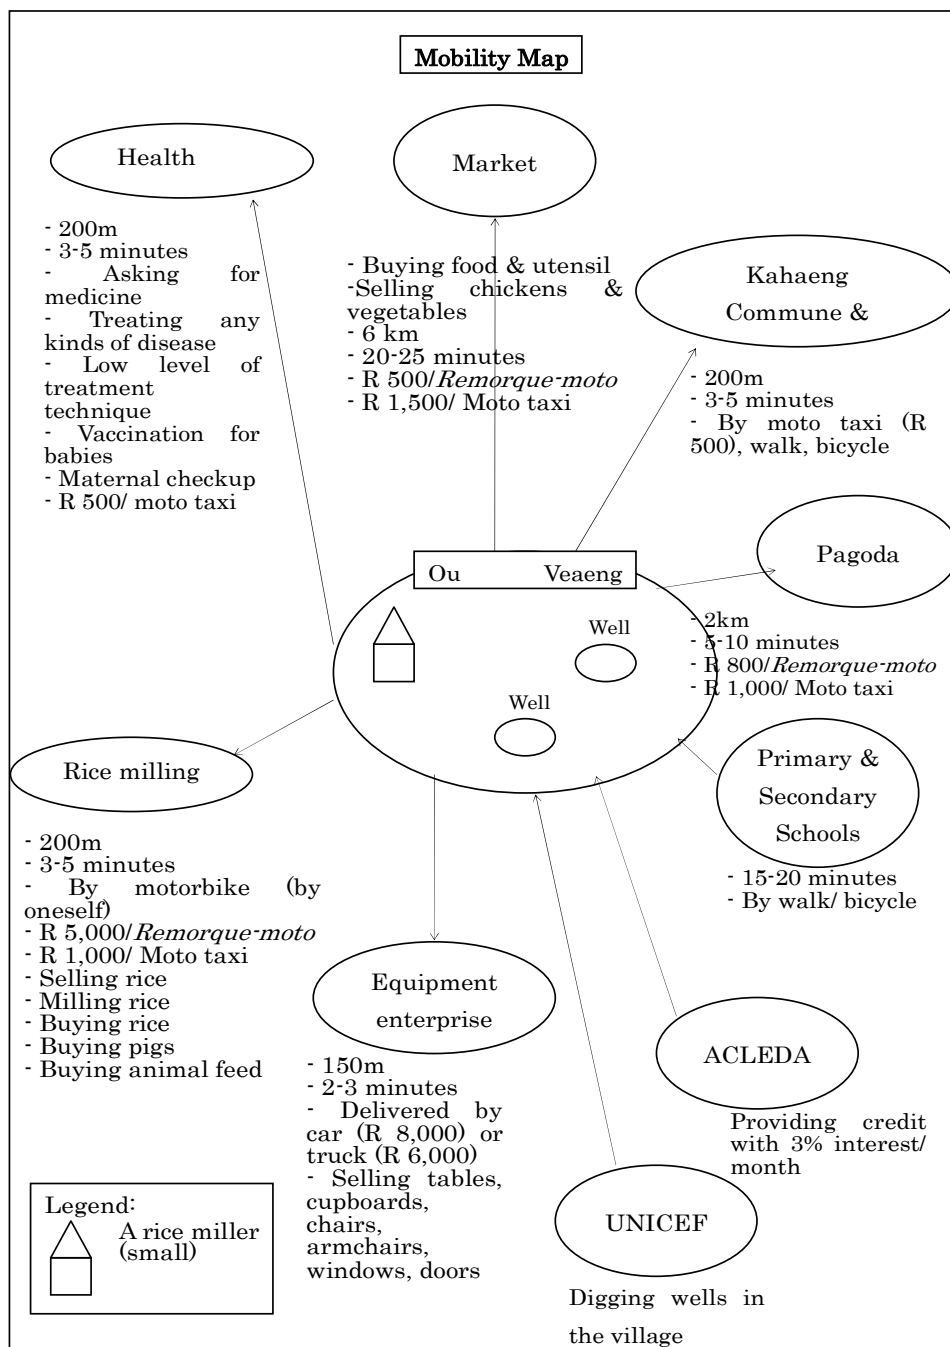 Mobility Map
Health
- 200m
- 3-5 minutes
- Asking for
medicine
- Treating any
kinds of disease
- Low level of
treatment
technique
- Vaccination for
babies
- Maternal checkup
- R 500/ moto taxi
Market
- Buying food & utensil
-Selling chickens &
vegetables
- 6 km
- 20-25 minutes
- R 500/Remorque-moto
- R 1,500/ Moto taxi
Kahaeng
Commune &
- 200m
- 3-5 minutes
- By moto taxi (R
500), walk, bicycle
Pagoda
- 2km
- 5-10 minutes
- R 800/Remorque-moto
- R 1,000/ Moto taxi
Ou Veaeng
Well
Well
Primary &
Secondary
Schools
- 15-20 minutes
- By walk/ bicycle
Rice milling
- 200m
- 3-5 minutes
- By motorbike (by
oneself)
- R 5,000/Remorque-moto
- R 1,000/ Moto taxi
- Selling rice
- Milling rice
- Buying rice
- Buying pigs
- Buying animal feed
Equipment
enterprise
- 150m
- 2-3 minutes
- Delivered by
car (R 8,000) or
truck (R 6,000)
- Selling tables,
cupboards,
chairs,
armchairs,
windows, doors
ACLEDA
Providing credit
with 3% interest/
month
UNICEF
Digging wells in
the village
Legend:
A rice miller
(small)